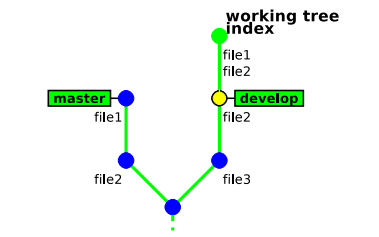 working tree
index
file1
file2
master
develop
file1
file2
file2
file3